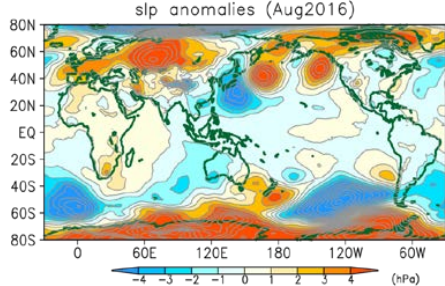 slp anomalies (Aug2016)
80N
60N
40N
20N
EQ
20S
40S
60S
80S
0 60E 120E 180 120W 60W
-4 -3 -2 -1 0 1 2 3 4 (hPa)